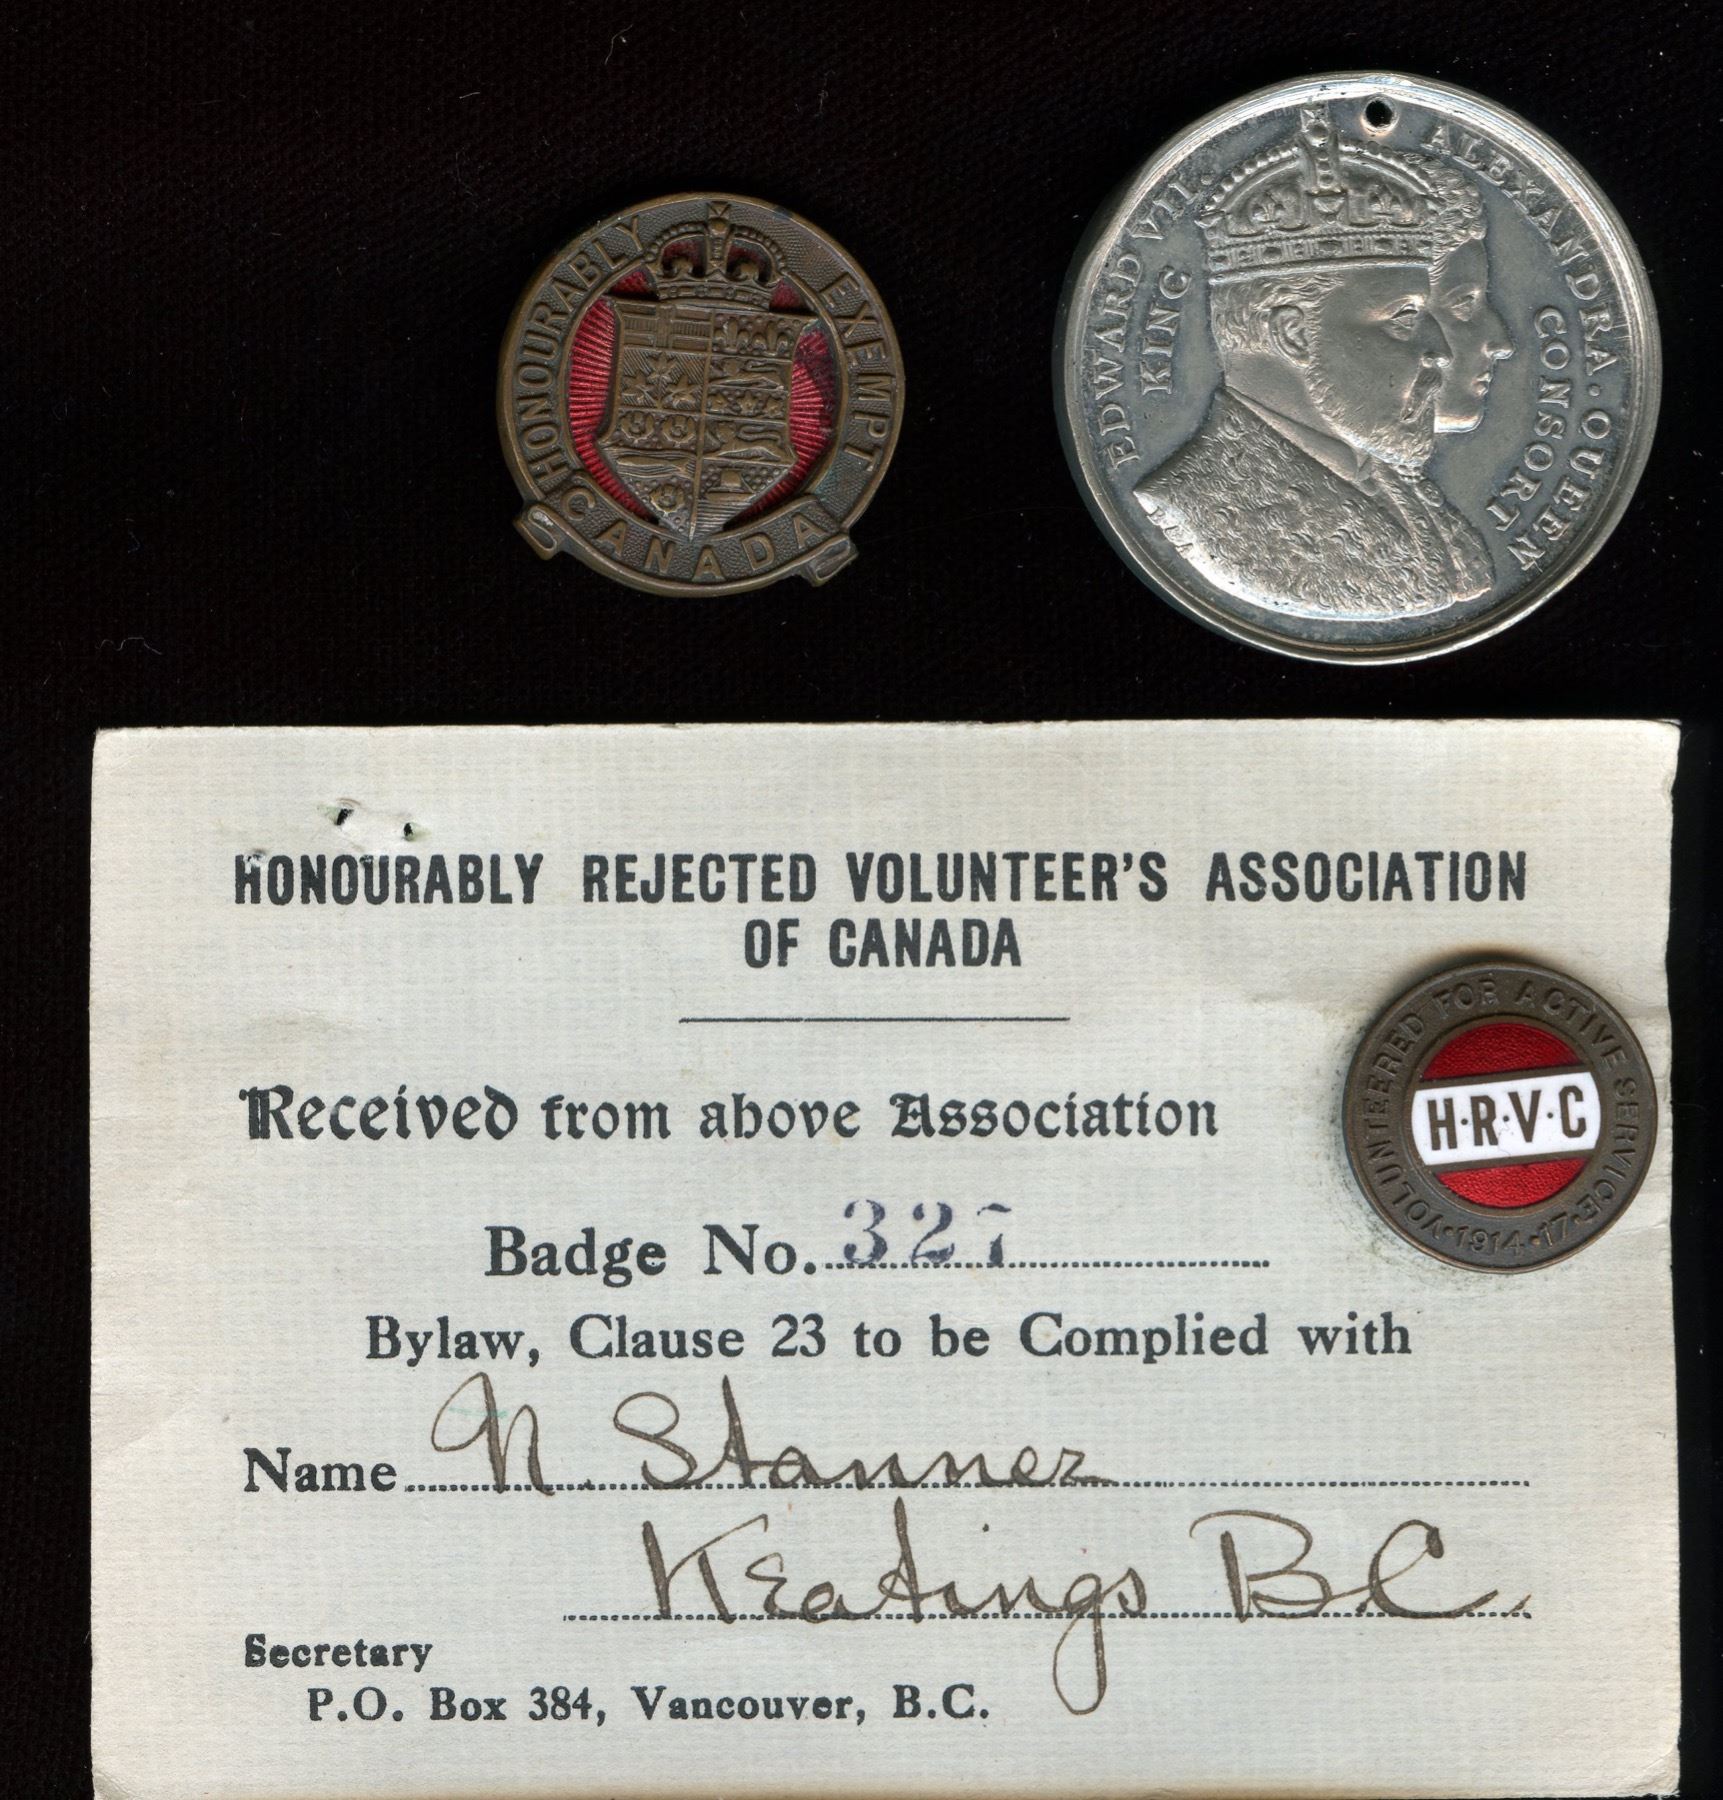 HONOURABLY EXEMPT
CANADA
EDWARD VII. KING
ALEXANDRA. QUEEN CONSORT
HONOURABLY REJECTED VOLUNTEER'S ASSOCIATION
OF CANADA
Received from above Association
Badge No. 327
Bylaw, Clause 23 to be Complied with
Name N. Stanner
Keatings B.C.
Secretary
P.O. Box 384, Vancouver, B.C.
VOLUNTEERED FOR ACTIVE SERVICE
H·R·V·C
·1914·17·